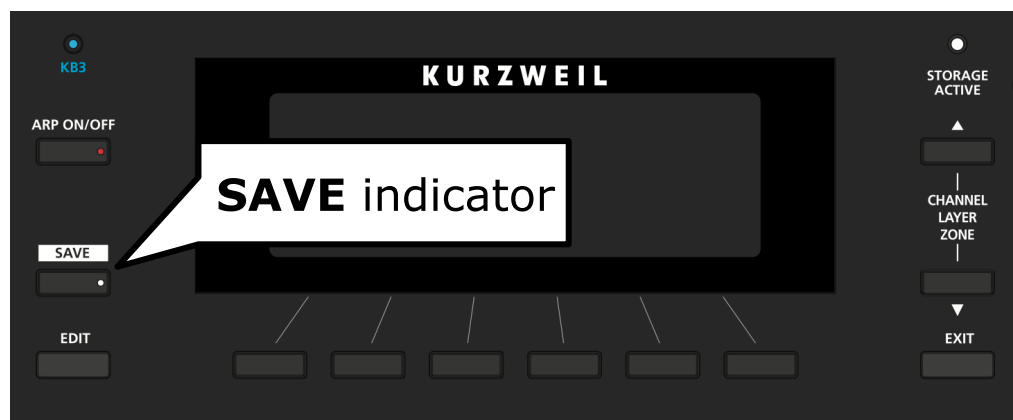 KB3
KURZWEIL
STORAGE
ACTIVE
ARP ON/OFF
▲
SAVE indicator
CHANNEL
LAYER
ZONE
SAVE
▼
EDIT
EXIT